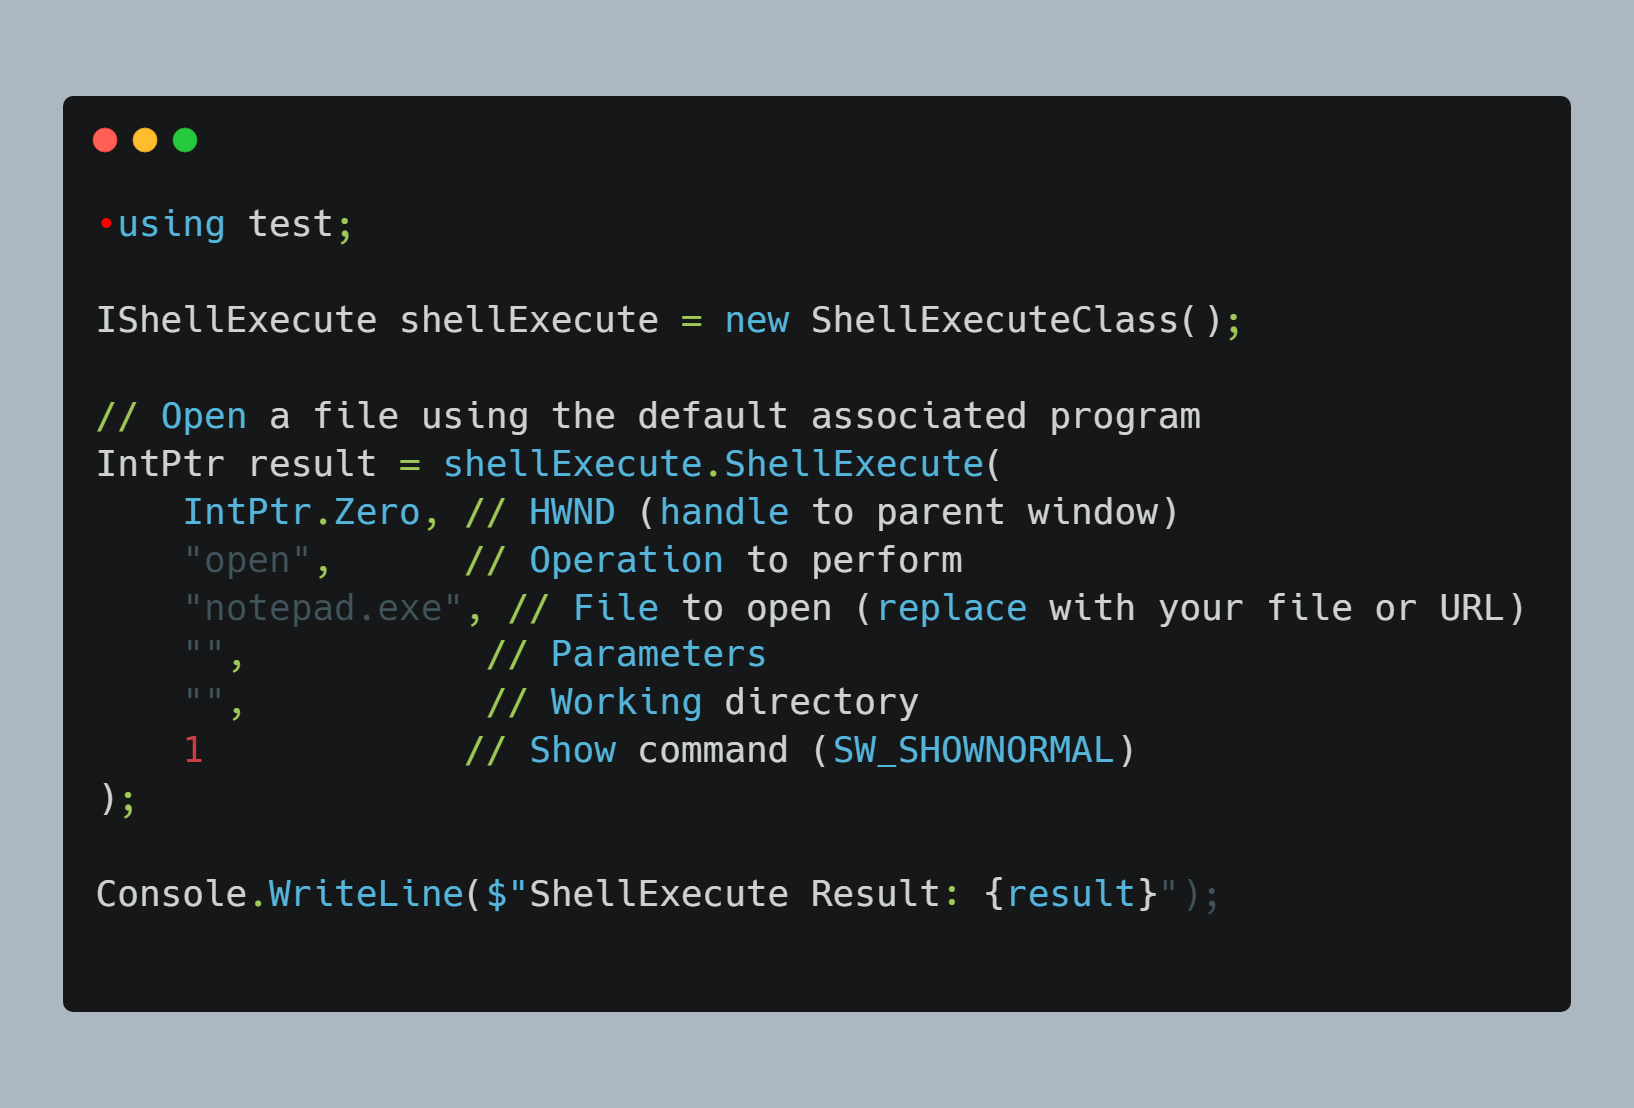 •using test;
IShellExecute shellExecute = new ShellExecuteClass();
// Open a file using the default associated program
IntPtr result = shellExecute.ShellExecute(
    IntPtr.Zero, // HWND (handle to parent window)
    "open",      // Operation to perform
    "notepad.exe", // File to open (replace with your file or URL)
    "",           // Parameters
    "",           // Working directory
    1            // Show command (SW_SHOWNORMAL)
);
Console.WriteLine($"ShellExecute Result: {result}");